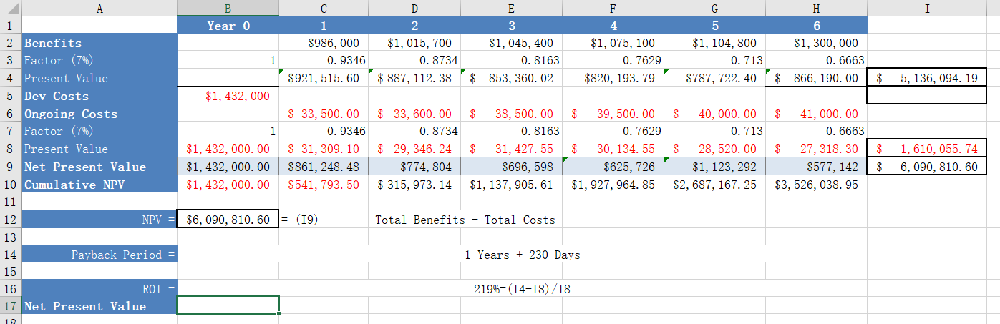 A B C D E F G H I
1 Year 0 1 2 3 4 5 6
2 Benefits $986,000 $1,015,700 $1,045,400 $1,075,100 $1,104,800 $1,300,000
3 Factor (7%) 1 0.9346 0.8734 0.8163 0.7629 0.713 0.6663
4 Present Value $921,515.60 $ 887,112.38 $ 853,360.02 $820,193.79 $787,722.40 $ 866,190.00 $ 5,136,094.19
5 Dev Costs $1,432,000
6 Ongoing Costs $ 33,500.00 $ 33,600.00 $ 38,500.00 $ 39,500.00 $ 40,000.00 $ 41,000.00
7 Factor (7%) 1 0.9346 0.8734 0.8163 0.7629 0.713 0.6663
8 Present Value $1,432,000.00 $ 31,309.10 $ 29,346.24 $ 31,427.55 $ 30,134.55 $ 28,520.00 $ 27,318.30 $ 1,610,055.74
9 Net Present Value $1,432,000.00 $861,248.48 $774,804 $696,598 $625,726 $1,123,292 $577,142 $ 6,090,810.60
10 Cumulative NPV $1,432,000.00 $541,793.50 $ 315,973.14 $1,137,905.61 $1,927,964.85 $2,687,167.25 $3,526,038.95
11
12 NPV = $6,090,810.60 = (I9) Total Benefits - Total Costs
13
14 Payback Period = 1 Years + 230 Days
15
16 ROI = 219%=(I4-I8)/I8
17 Net Present Value
18